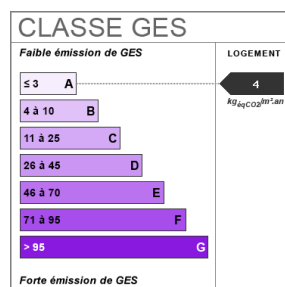 CLASSE GES
Faible émission de GES
LOGEMENT
≤ 3 A
4
kgéqCO2/m².an
4 à 10 B
11 à 25 C
26 à 45 D
46 à 70 E
71 à 95 F
> 95 G
Forte émission de GES